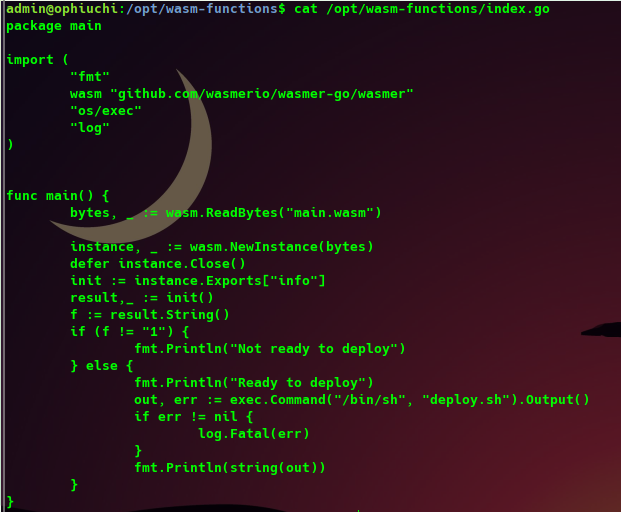 admin@ophiuchi:/opt/wasm-functions$ cat /opt/wasm-functions/index.go
package main

import (
        "fmt"
        wasm "github.com/wasmerio/wasmer-go/wasmer"
        "os/exec"
        "log"
)


func main() {
        bytes, _ := wasm.ReadBytes("main.wasm")

        instance, _ := wasm.NewInstance(bytes)
        defer instance.Close()
        init := instance.Exports["info"]
        result,_ := init()
        f := result.String()
        if (f != "1") {
                fmt.Println("Not ready to deploy")
        } else {
                fmt.Println("Ready to deploy")
                out, err := exec.Command("/bin/sh", "deploy.sh").Output()
                if err != nil {
                        log.Fatal(err)
                }
                fmt.Println(string(out))
        }
}